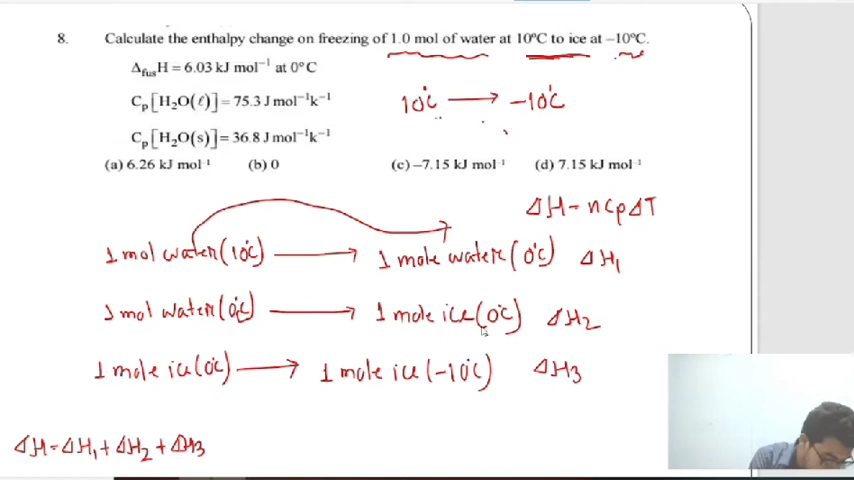 8. Calculate the enthalpy change on freezing of 1.0 mol of water at 10°C to ice at –10°C.
Δfus H = 6.03 kJ mol⁻¹ at 0°C
Cp[H₂O(ℓ)] = 75.3 J mol⁻¹k⁻¹
10°C ⟶ -10°C
Cp[H₂O(s)] = 36.8 J mol⁻¹k⁻¹
(a) 6.26 kJ mol⁻¹ (b) 0 (c) –7.15 kJ mol⁻¹ (d) 7.15 kJ mol⁻¹
ΔH = nCpΔT
1 mol water (10°C) ⟶ 1 mole water (0°C) ΔH₁
1 mol water (0°C) ⟶ 1 mole ice (0°C) ΔH₂
1 mole ice (0°C) ⟶ 1 mole ice (-10°C) ΔH₃
ΔH = ΔH₁ + ΔH₂ + ΔH₃